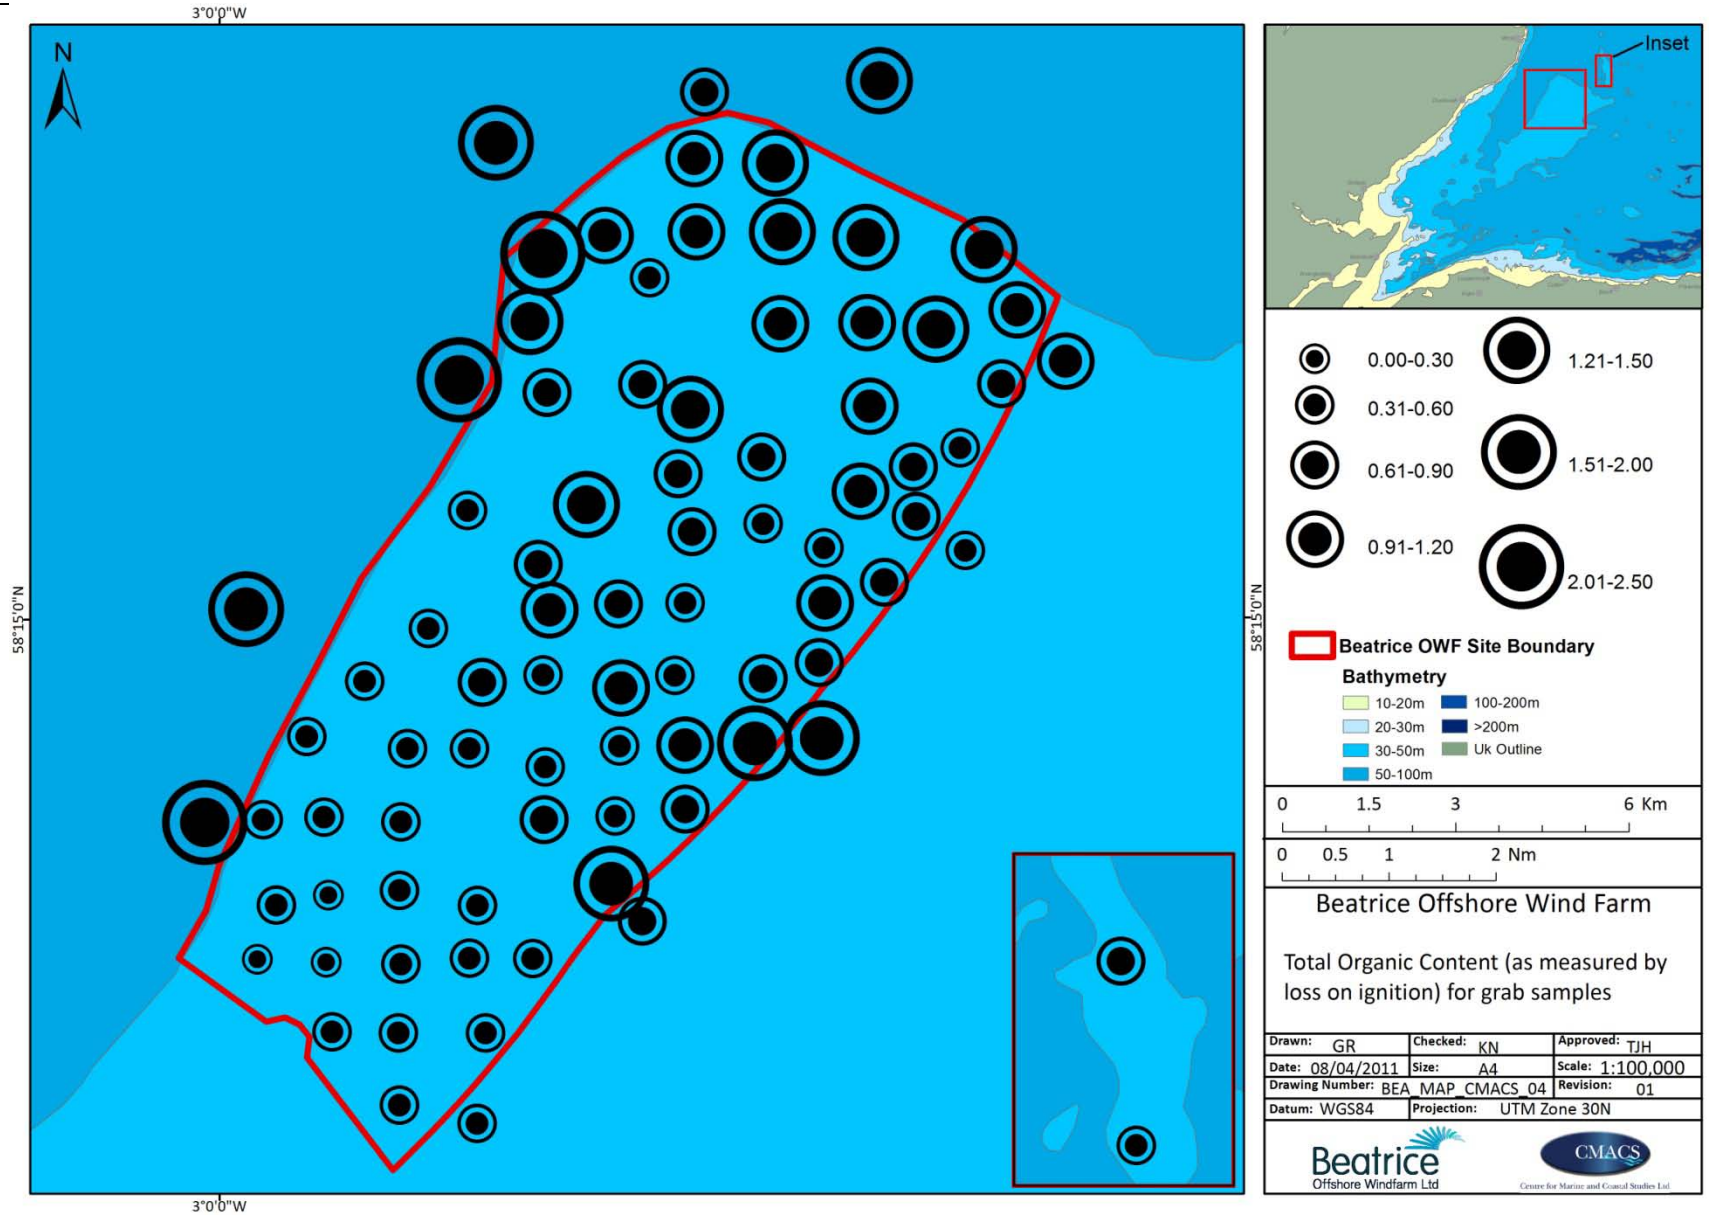 3°0'0"W
N
58°15'0"N
58°15'0"N
3°0'0"W
Inset
0.00-0.30
0.31-0.60
0.61-0.90
0.91-1.20
1.21-1.50
1.51-2.00
2.01-2.50
Beatrice OWF Site Boundary
Bathymetry
10-20m
20-30m
30-50m
50-100m
100-200m
>200m
Uk Outline
0 1.5 3 6 Km
0 0.5 1 2 Nm
Beatrice Offshore Wind Farm
Total Organic Content (as measured by
loss on ignition) for grab samples
Drawn: GR Checked: KN Approved: TJH
Date: 08/04/2011 Size: A4 Scale: 1:100,000
Drawing Number: BEA_MAP_CMACS_04 Revision: 01
Datum: WGS84 Projection: UTM Zone 30N
Beatrice
Offshore Windfarm Ltd
CMACS
Centre for Marine and Coastal Studies Ltd